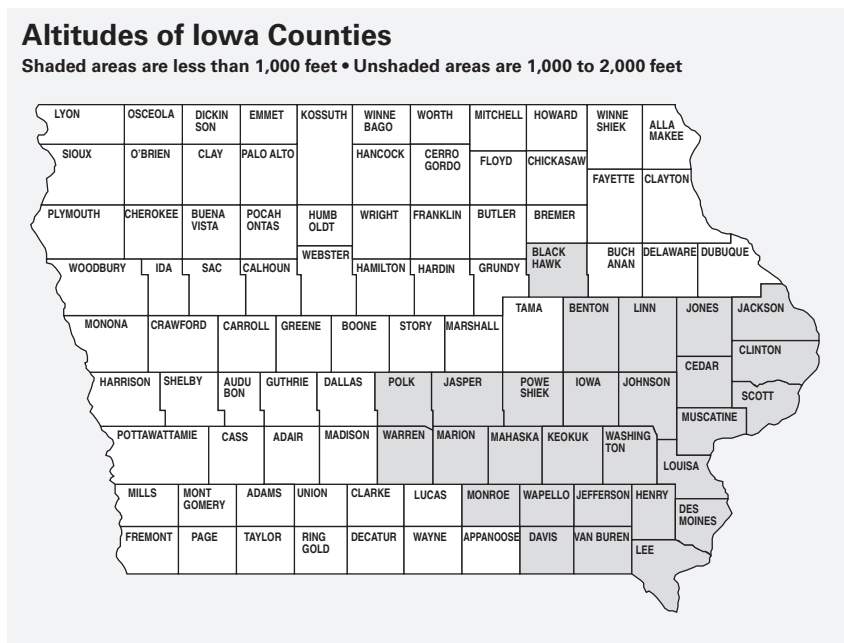 Altitudes of Iowa Counties
Shaded areas are less than 1,000 feet • Unshaded areas are 1,000 to 2,000 feet
LYON
OSCEOLA
DICKIN
SON
EMMET
KOSSUTH
WINNE
BAGO
WORTH
MITCHELL
HOWARD
WINNE
SHIEK
ALLA
MAKEE
SIOUX
O'BRIEN
CLAY
PALO ALTO
HANCOCK
CERRO
GORDO
FLOYD
CHICKASAW
FAYETTE
CLAYTON
PLYMOUTH
CHEROKEE
BUENA
VISTA
POCAH
ONTAS
HUMB
OLDT
WRIGHT
FRANKLIN
BUTLER
BREMER
WEBSTER
BLACK
HAWK
BUCH
ANAN
DELAWARE
DUBUQUE
WOODBURY
IDA
SAC
CALHOUN
HAMILTON
HARDIN
GRUNDY
TAMA
BENTON
LINN
JONES
JACKSON
MONONA
CRAWFORD
CARROLL
GREENE
BOONE
STORY
MARSHALL
CLINTON
CEDAR
HARRISON
SHELBY
AUDU
BON
GUTHRIE
DALLAS
POLK
JASPER
POWE
SHIEK
IOWA
JOHNSON
SCOTT
MUSCATINE
POTTAWATTAMIE
CASS
ADAIR
MADISON
WARREN
MARION
MAHASKA
KEOKUK
WASHING
TON
LOUISA
MILLS
MONT
GOMERY
ADAMS
UNION
CLARKE
LUCAS
MONROE
WAPELLO
JEFFERSON
HENRY
DES
MOINES
FREMONT
PAGE
TAYLOR
RING
GOLD
DECATUR
WAYNE
APPANOOSE
DAVIS
VAN BUREN
LEE